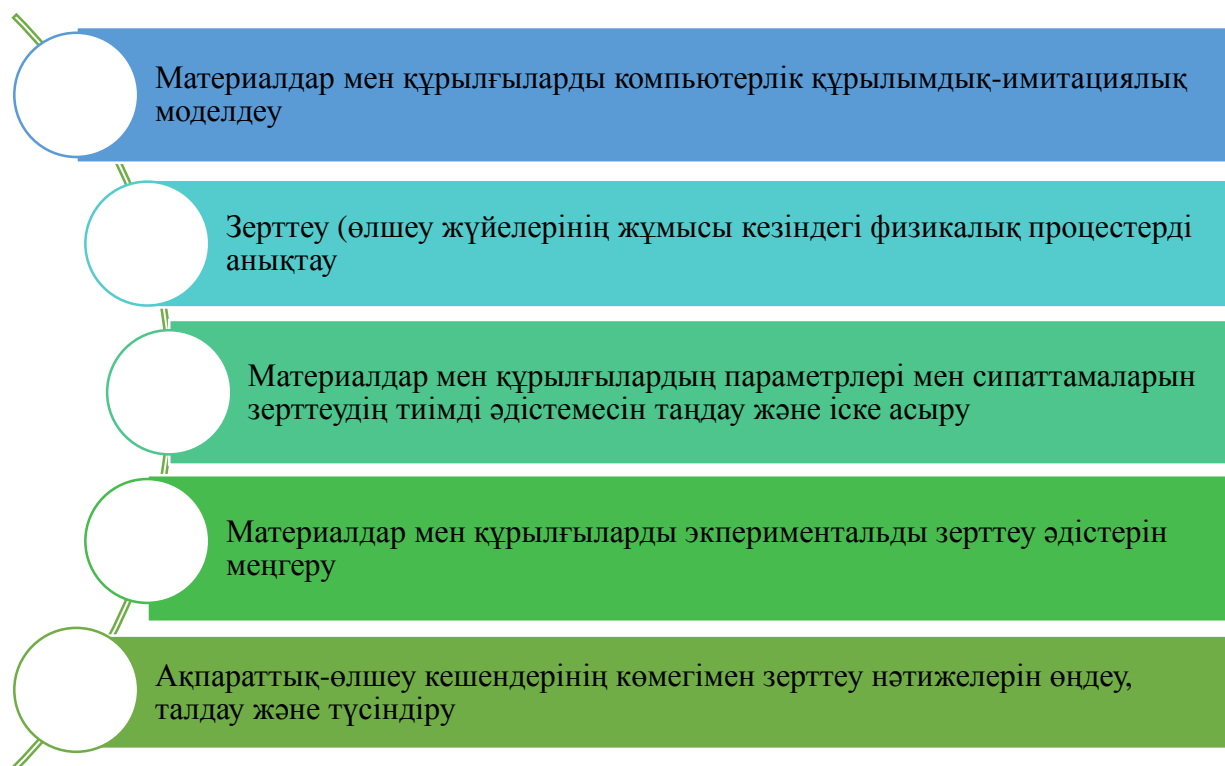 Материалдар мен құрылғыларды компьютерлік құрылымдық-имитациялық
моделдеу
Зерттеу (өлшеу жүйелерінің жұмысы кезіндегі физикалық процестерді
анықтау
Материалдар мен құрылғылардың параметрлері мен сипаттамаларын
зерттеудің тиімді әдістемесін таңдау және іске асыру
Материалдар мен құрылғыларды экпериментальды зерттеу әдістерін
меңгеру
Ақпараттық-өлшеу кешендерінің көмегімен зерттеу нәтижелерін өңдеу,
талдау және түсіндіру